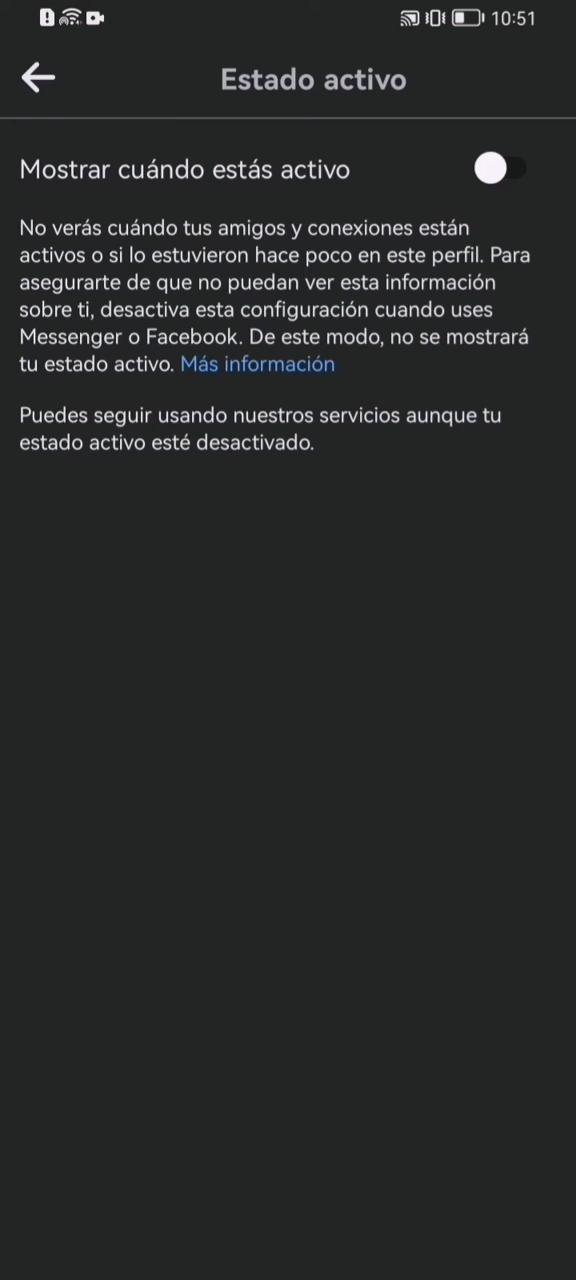 10:51
Estado activo
Mostrar cuándo estás activo
No verás cuándo tus amigos y conexiones están
activos o si lo estuvieron hace poco en este perfil. Para
asegurarte de que no puedan ver esta información
sobre ti, desactiva esta configuración cuando uses
Messenger o Facebook. De este modo, no se mostrará
tu estado activo. Más información
Puedes seguir usando nuestros servicios aunque tu
estado activo esté desactivado.